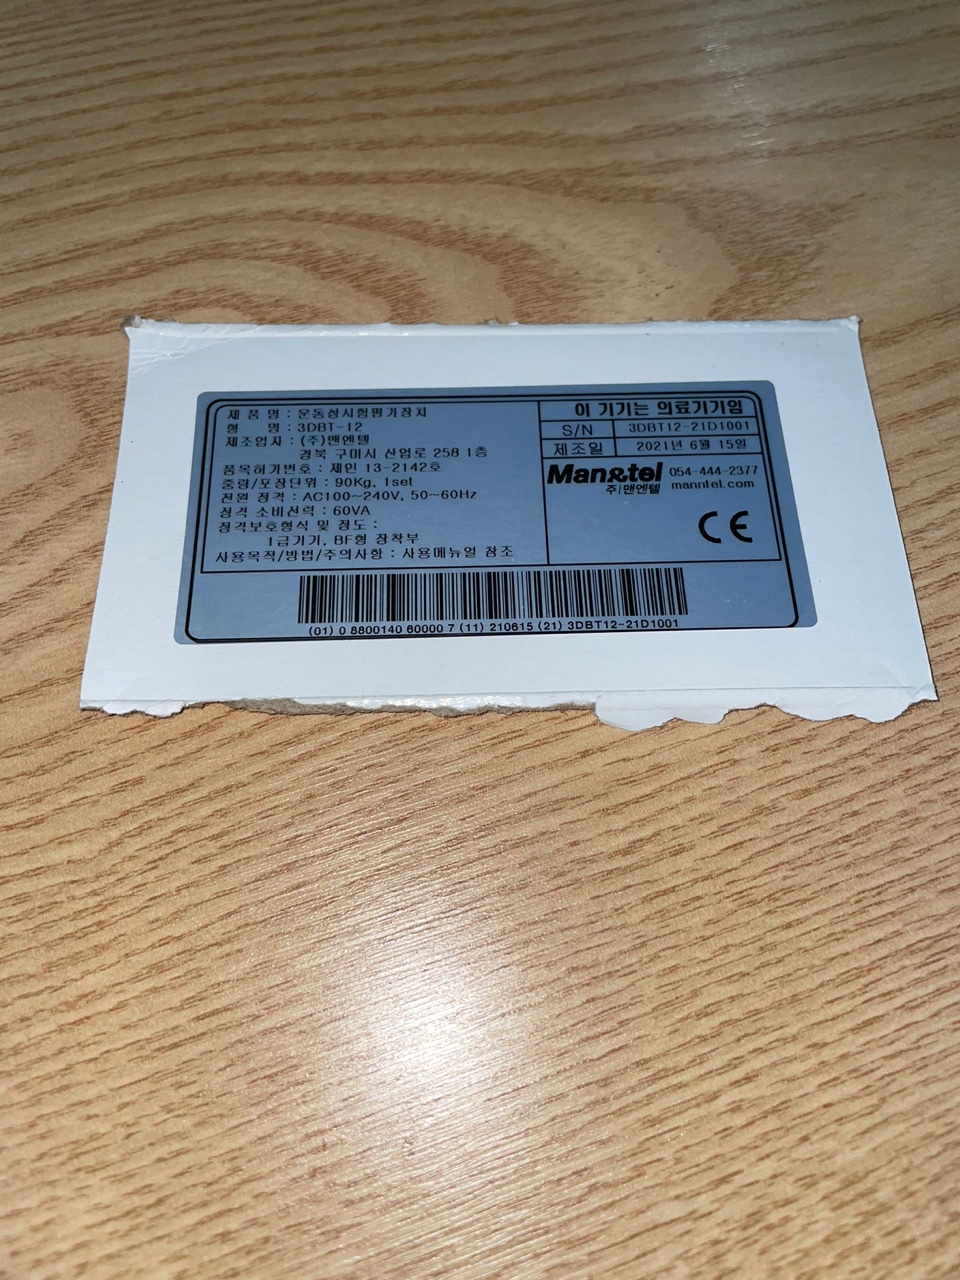 제 품 명 : 운동성시험평가장치
형 명 : 3DBT-12
제조업자 : (주)맨엔텔
경북 구미시 산업로 258 1층
품목허가번호 : 제인 13-2142호
중량/포장단위 : 90Kg, 1set
전원 정격 : AC100~240V, 50~60Hz
정격 소비전력 : 60VA
정격보호형식 및 정도 :
1급기기, BF형 장착부
사용목적/방법/주의사항 : 사용메뉴얼 참조
이 기기는 의료기기임
S/N 3DBT12-21D1001
제조일 2021년 6월 15일
Man&tel 054-444-2377
주)맨엔텔 manntel.com
CE
(01) 0 8800140 60000 7 (11) 210615 (21) 3DBT12-21D1001